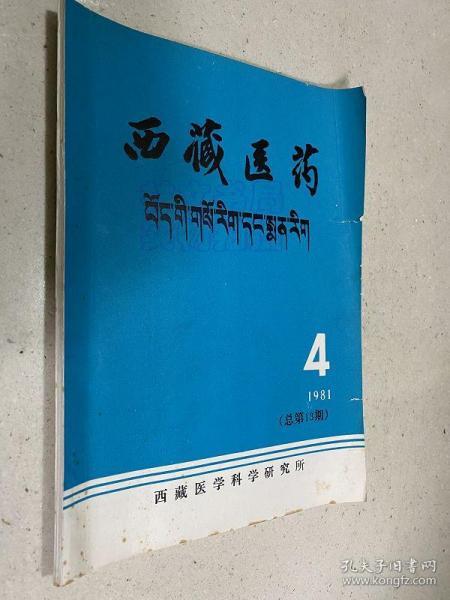 西藏医药
བོད་ཀྱི་གསོ་རིག་དང་སྨན་རིག
4
1981
(总第13期)
西藏医学科学研究所
孔夫子旧书网
www.kongfz.com